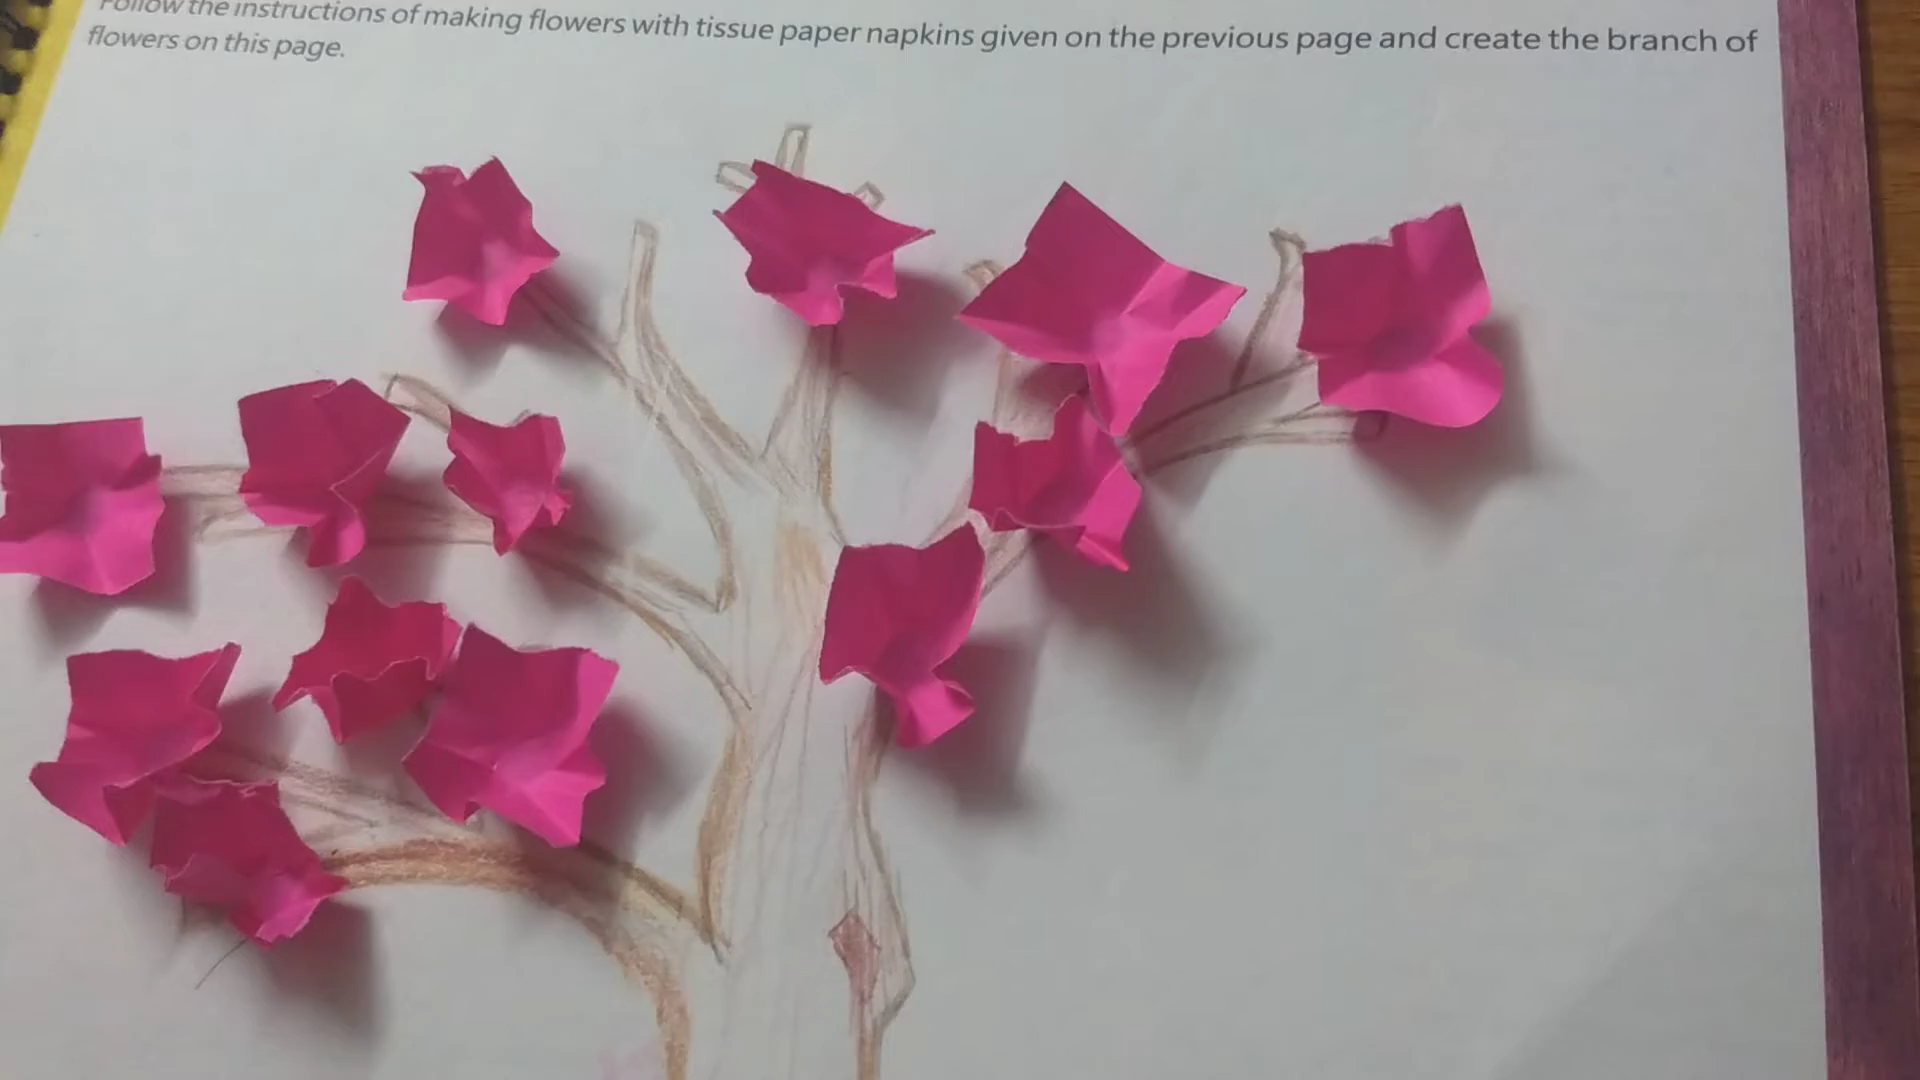 Follow the instructions of making flowers with tissue paper napkins given on the previous page and create the branch of
flowers on this page.